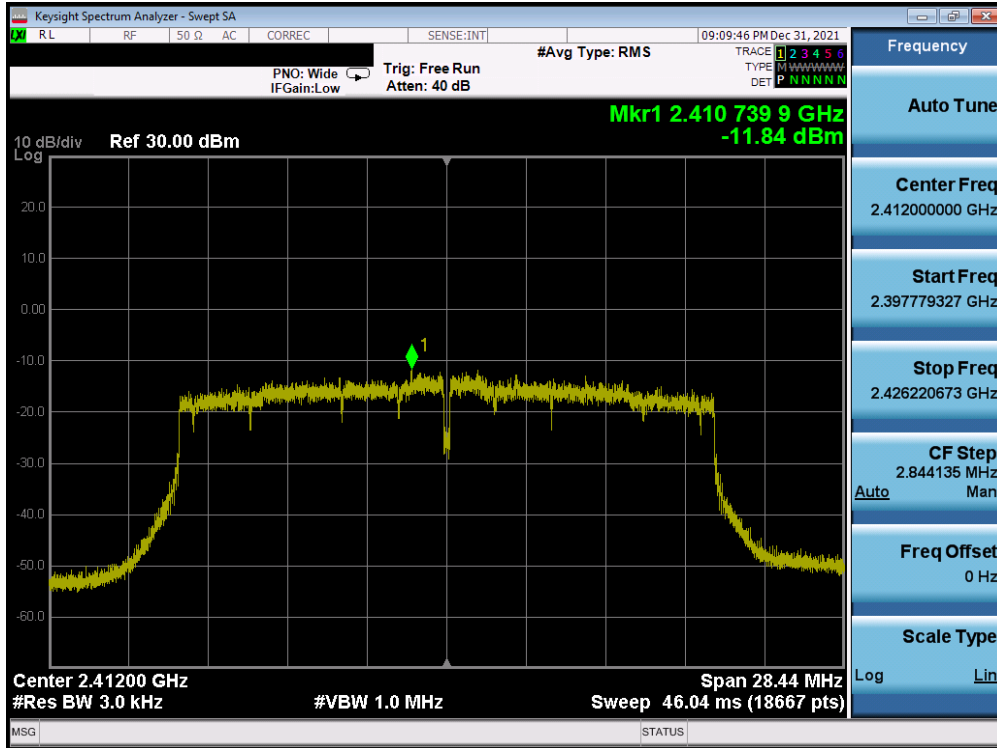 Keysight Spectrum Analyzer - Swept SA
LXI RL RF 50 Ω AC CORREC SENSE:INT 09:09:46 PM Dec 31, 2021
#Avg Type: RMS TRACE 1 2 3 4 5 6
PNO: Wide Trig: Free Run TYPE M WWWWW
IFGain:Low Atten: 40 dB DET P N N N N N
Mkr1 2.410 739 9 GHz
10 dB/div Ref 30.00 dBm -11.84 dBm
Log
20.0
10.0
0.00
1
-10.0
-20.0
-30.0
-40.0
-50.0
-60.0
Center 2.41200 GHz Span 28.44 MHz
#Res BW 3.0 kHz #VBW 1.0 MHz Sweep 46.04 ms (18667 pts)
MSG STATUS
Frequency
Auto Tune
Center Freq
2.412000000 GHz
Start Freq
2.397779327 GHz
Stop Freq
2.426220673 GHz
CF Step
2.844135 MHz
Auto Man
Freq Offset
0 Hz
Scale Type
Log Lin